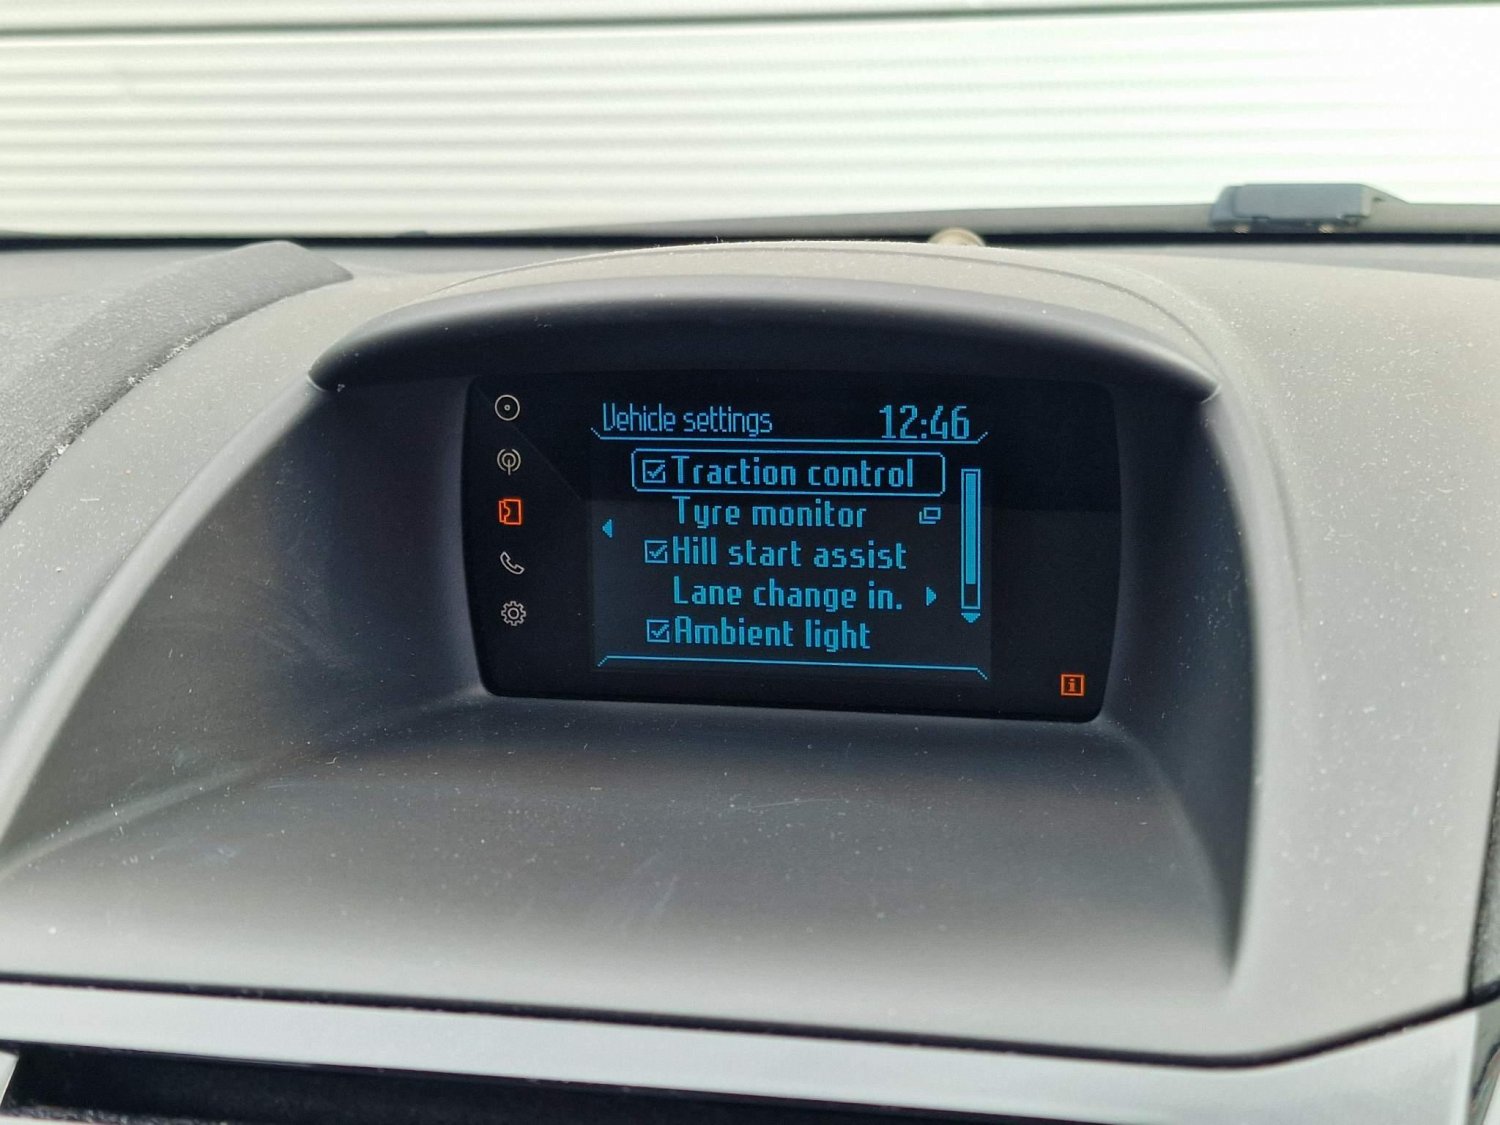 Vehicle settings 12:46
Traction control
Tyre monitor
Hill start assist
Lane change in.
Ambient light
i